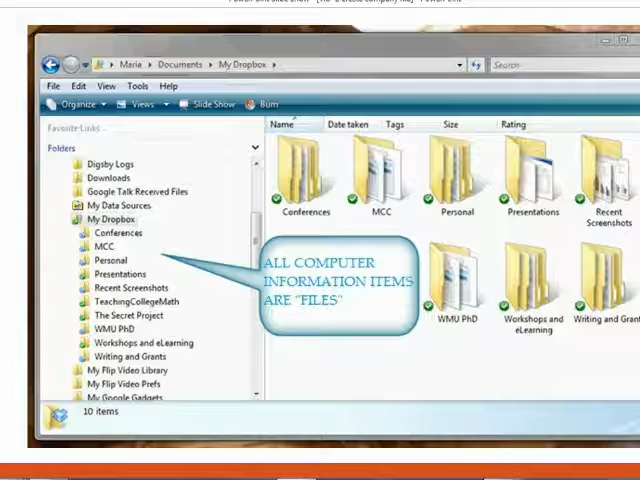 Maria
Documents
My Dropbox
Search
File Edit View Tools Help
Organize Views Slide Show Burn
Favorite Links
Folders
Digsby Logs
Downloads
Google Talk Received Files
My Data Sources
My Dropbox
Conferences
MCC
Personal
Presentations
Recent Screenshots
TeachingCollegeMath
The Secret Project
WMU PhD
Workshops and eLearning
Writing and Grants
My Flip Video Library
My Flip Video Prefs
My Google Gadgets
Name Date taken Tags Size Rating
Conferences
MCC
Personal
Presentations
Recent
Screenshots
ALL COMPUTER
INFORMATION ITEMS
ARE "FILES"
WMU PhD
Workshops and
eLearning
Writing and Grant
10 items